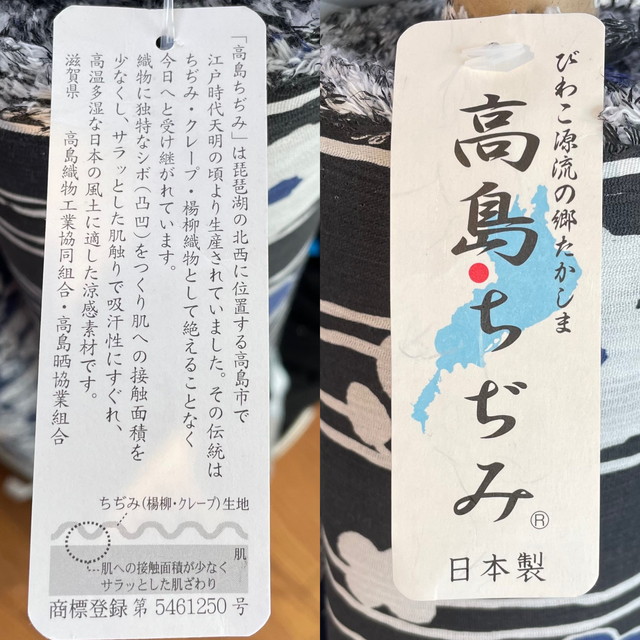 「高島ちぢみ」は琵琶湖の北西に位置する高島市で
江戸時代天明の頃より生産されていました。その伝統は
ちぢみ・クレープ・楊柳織物として絶えることなく
今日へと受け継がれています。
織物に独特なシボ(凸凹)をつくり肌への接触面積を
少なくし、サラッとした肌触りで吸汗性にすぐれ、
高温多湿な日本の風土に適した涼感素材です。
滋賀県 高島織物工業協同組合・高島晒協業組合
ちぢみ(楊柳・クレープ)生地
肌
…肌への接触面積が少なく
サラッとした肌ざわり
商標登録 第 5461250 号
びわこ源流の郷たかしま
高島ちぢみ®
日本製